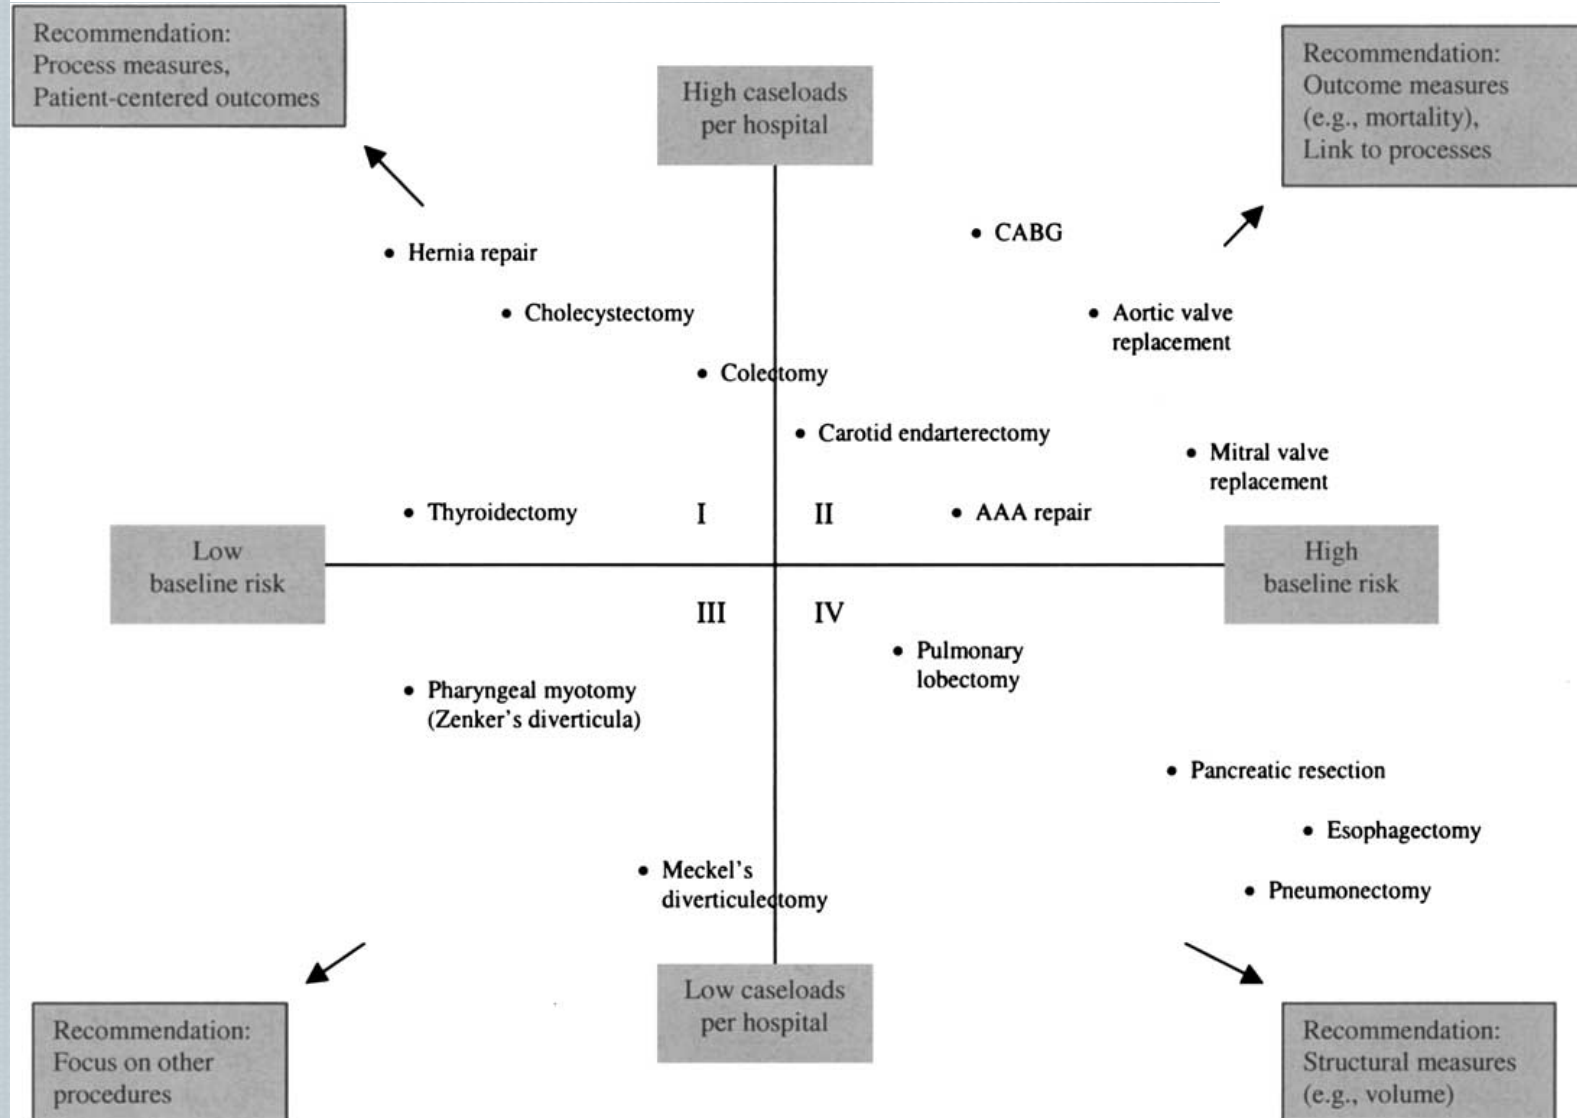 Recommendation:
Process measures,
Patient-centered outcomes
High caseloads
per hospital
Recommendation:
Outcome measures
(e.g., mortality),
Link to processes
• CABG
• Hernia repair
• Cholecystectomy
• Aortic valve
replacement
• Colectomy
• Carotid endarterectomy
• Mitral valve
replacement
• Thyroidectomy
I
II
• AAA repair
Low
baseline risk
High
baseline risk
III
IV
• Pulmonary
lobectomy
• Pharyngeal myotomy
(Zenker's diverticula)
• Pancreatic resection
• Esophagectomy
• Meckel's
diverticulectomy
• Pneumonectomy
Low caseloads
per hospital
Recommendation:
Focus on other
procedures
Recommendation:
Structural measures
(e.g., volume)